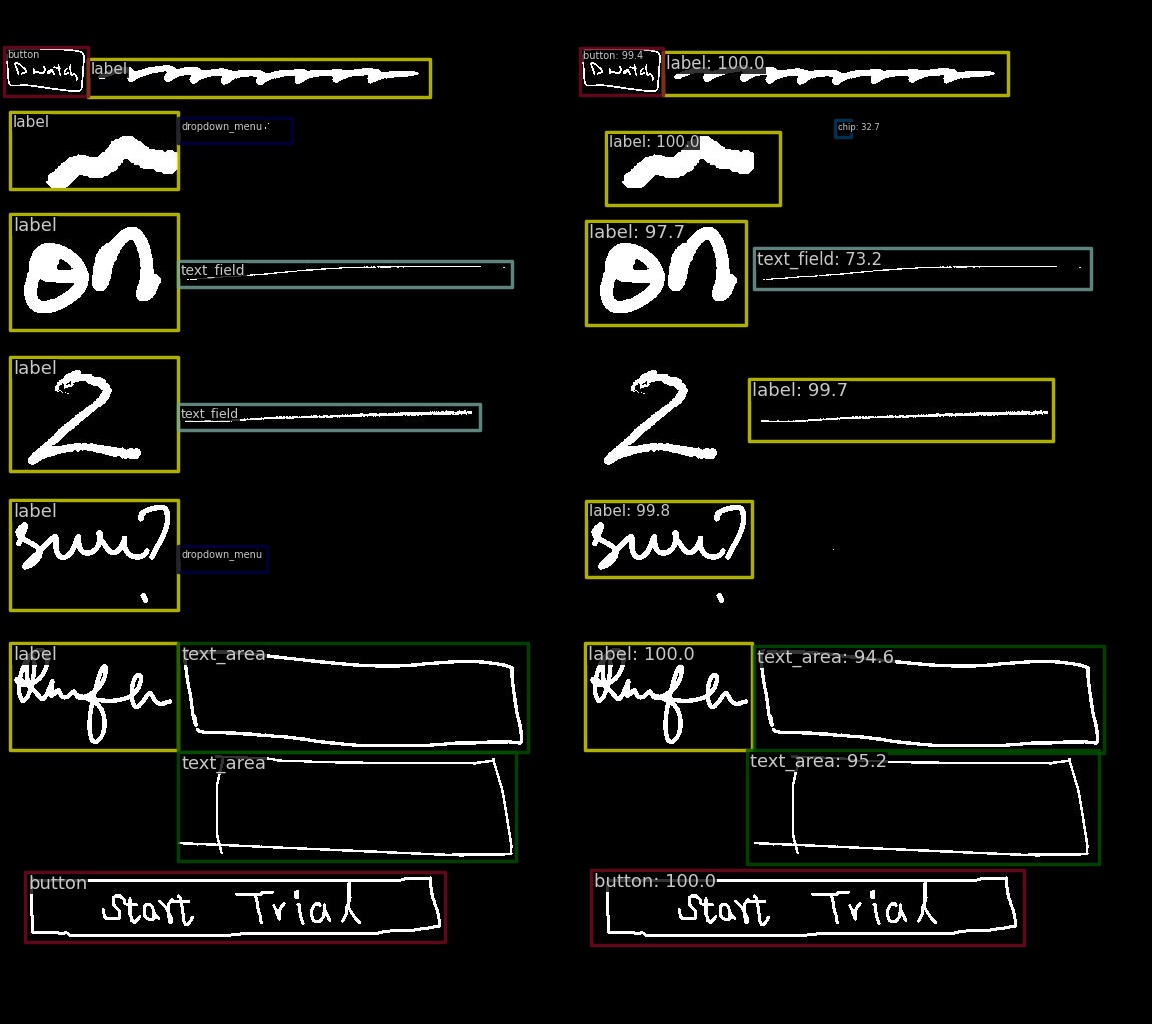 button button: 99.4
D watch label D watch label: 100.0
label dropdown_menu label: 100.0 chip: 32.7
label label: 97.7
on text_field on text_field: 73.2
label label: 99.7
2 text_field 2
label dropdown_menu label: 99.8
label text_area label: 100.0 text_area: 94.6
text_area text_area: 95.2
button button: 100.0
Start Trial Start Trial